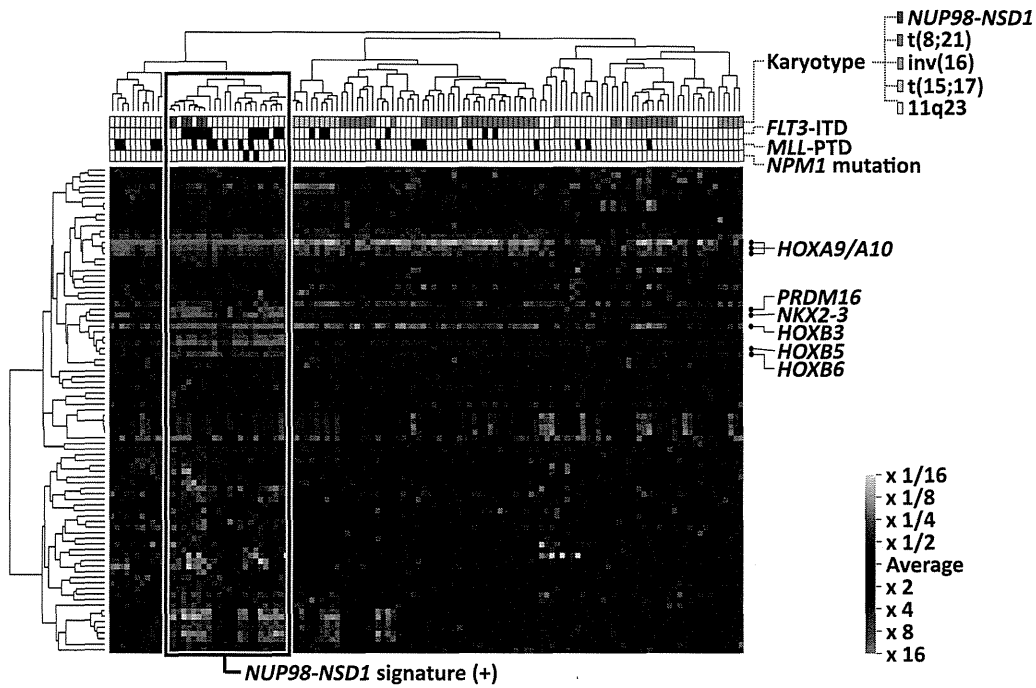 NUP98-NSD1
t(8;21)
Karyotype
inv(16)
t(15;17)
11q23
FLT3-ITD
MLL-PTD
NPM1 mutation
HOXA9/A10
PRDM16
NKX2-3
HOXB3
HOXB5
HOXB6
x 1/16
x 1/8
x 1/4
x 1/2
Average
x 2
x 4
x 8
x 16
NUP98-NSD1 signature (+)